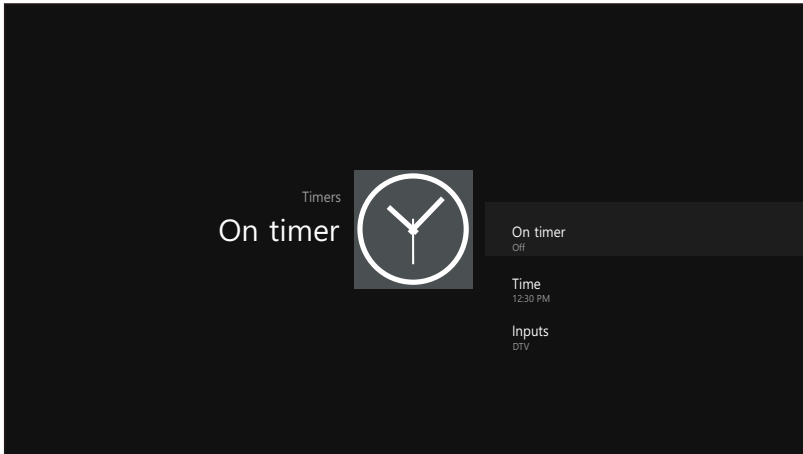 Timers
On timer
On timer
Off
Time
12:30 PM
Inputs
DTV